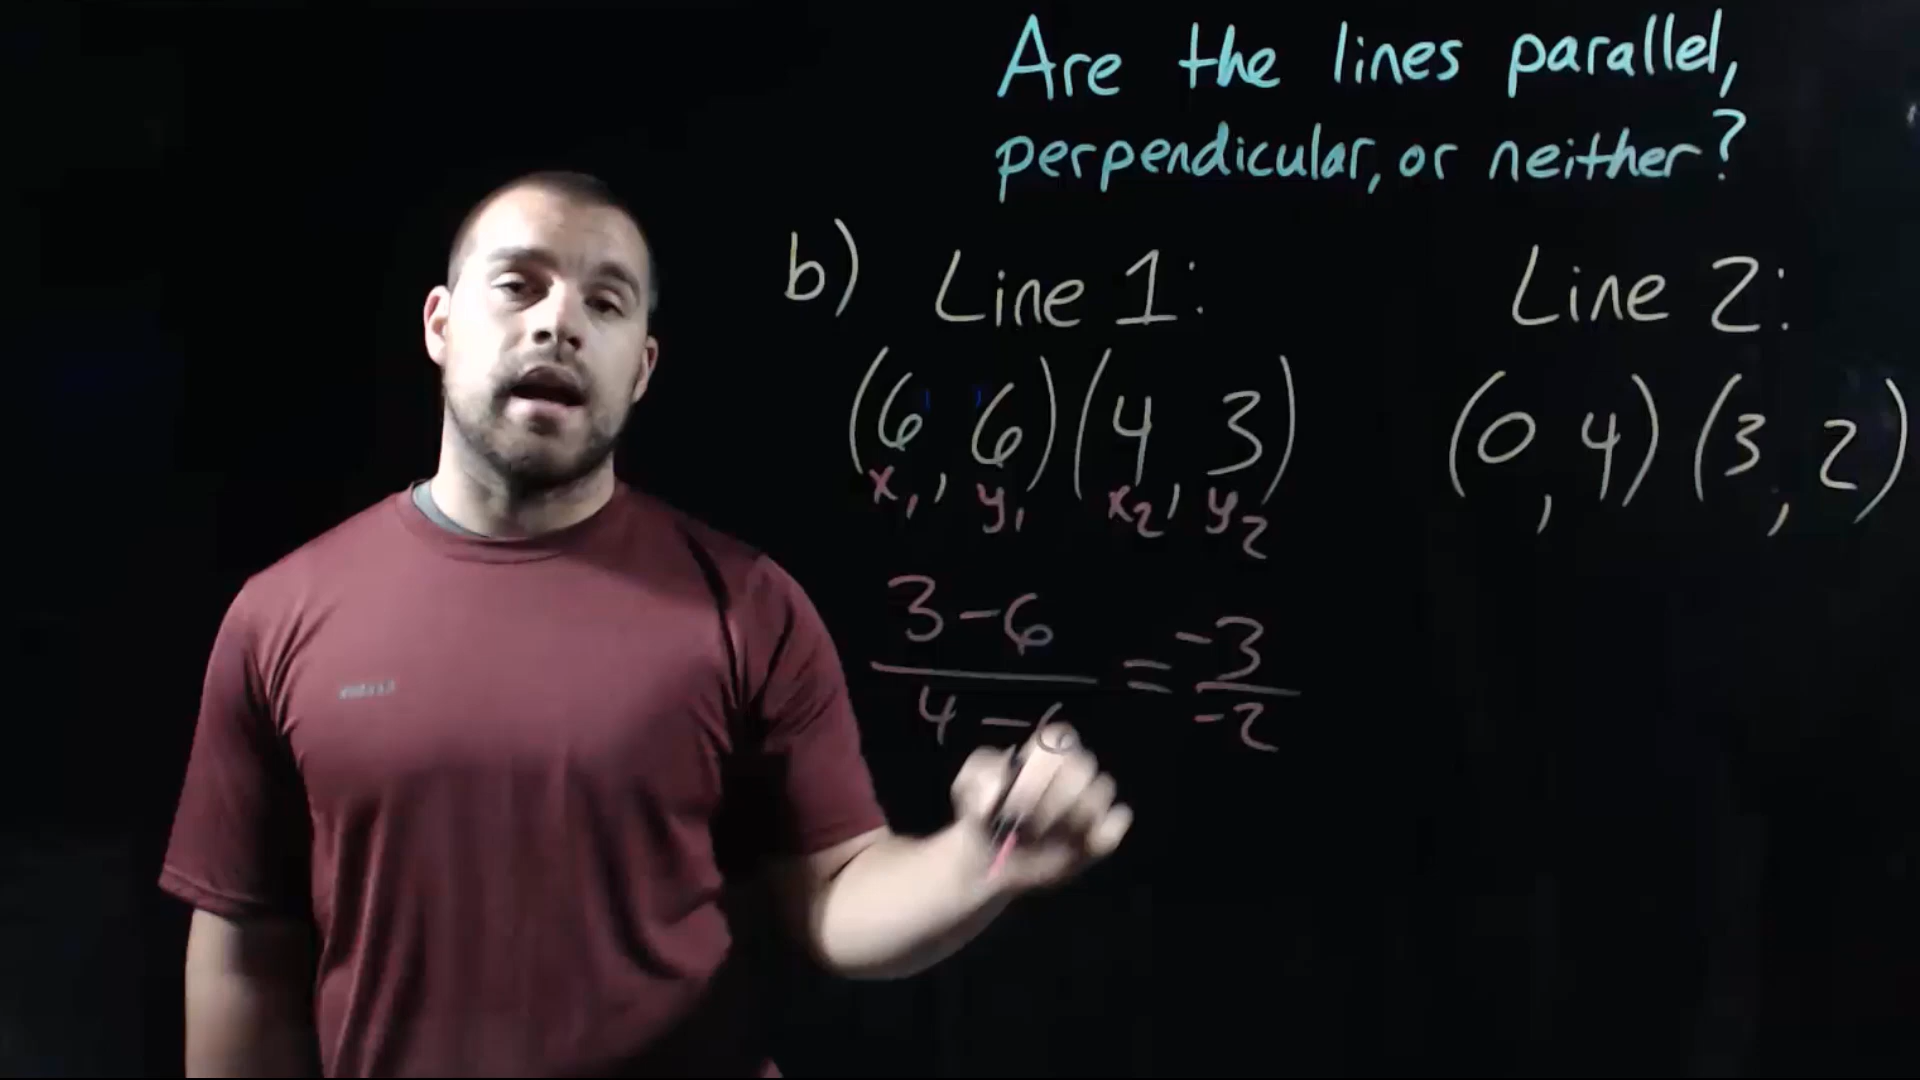 Are the lines parallel,
perpendicular, or neither?
b) Line 1:
(6, 6) (4, 3)
x₁, y₁ x₂, y₂
3-6
4-6
= -3
-2
Line 2:
(0, 4) (3, 2)